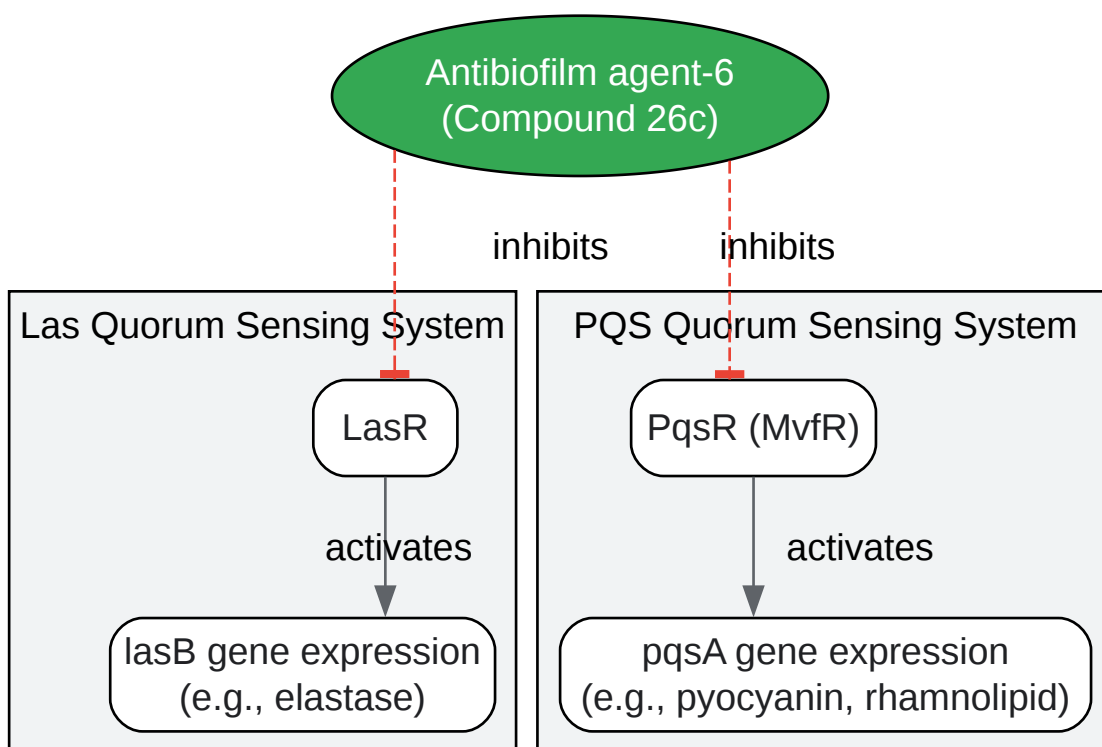 Antibiofilm agent-6
(Compound 26c)
inhibits
inhibits
Las Quorum Sensing System
PQS Quorum Sensing System
LasR
PqsR (MvfR)
activates
activates
lasB gene expression
(e.g., elastase)
pqsA gene expression
(e.g., pyocyanin, rhamnolipid)